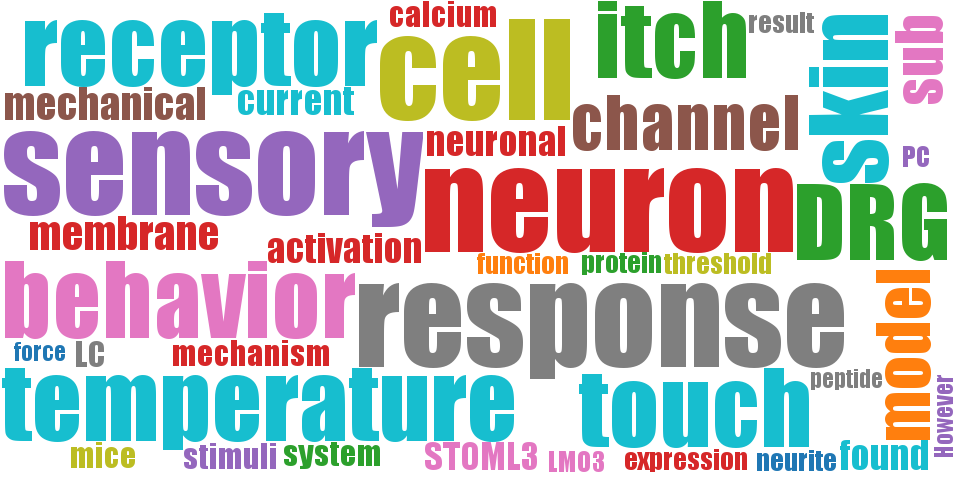 calcium
receptor
cell
itch
result
skin
sub
mechanical
current
channel
sensory
neuronal
PC
neuron
DRG
membrane
activation
function
protein
threshold
behavior
response
model
force
LC
mechanism
temperature
touch
peptide
However
mice
stimuli
system
STOML3
LMO3
expression
neurite
found